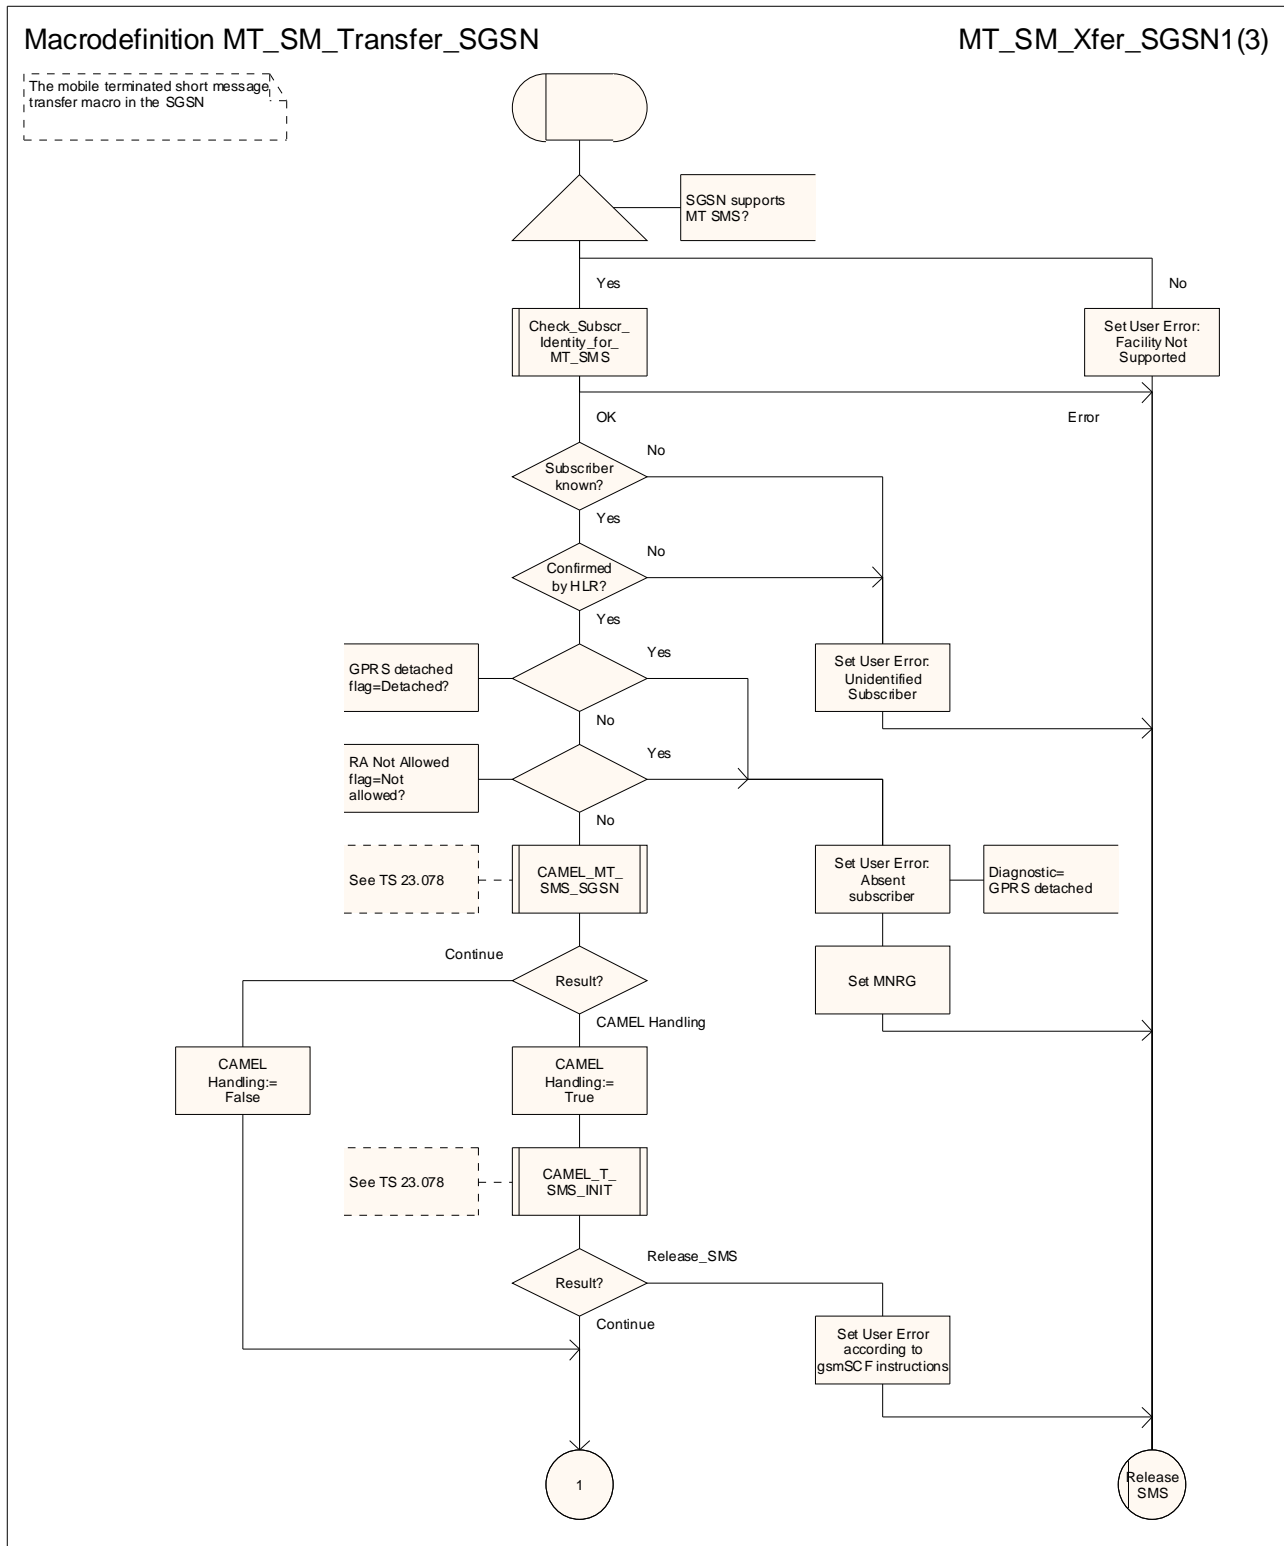 Macrodefinition MT_SM_Transfer_SGSN
MT_SM_Xfer_SGSN1(3)
The mobile terminated short message
transfer macro in the SGSN
SGSN supports
MT SMS?
Yes
No
Check_Subscr_
Identity_for_
MT_SMS
Set User Error:
Facility Not
Supported
OK
Error
No
Subscriber
known?
Yes
No
Confirmed
by HLR?
Yes
GPRS detached
flag=Detached?
Yes
Set User Error:
Unidentified
Subscriber
No
RA Not Allowed
flag=Not
allowed?
Yes
No
See TS 23.078
CAMEL_MT_
SMS_SGSN
Set User Error:
Absent
subscriber
Diagnostic=
GPRS detached
Continue
Result?
Set MNRG
CAMEL Handling
CAMEL
Handling:=
False
CAMEL
Handling:=
True
See TS 23.078
CAMEL_T_
SMS_INIT
Release_SMS
Result?
Continue
Set User Error
according to
gsmSCF instructions
1
Release
SMS